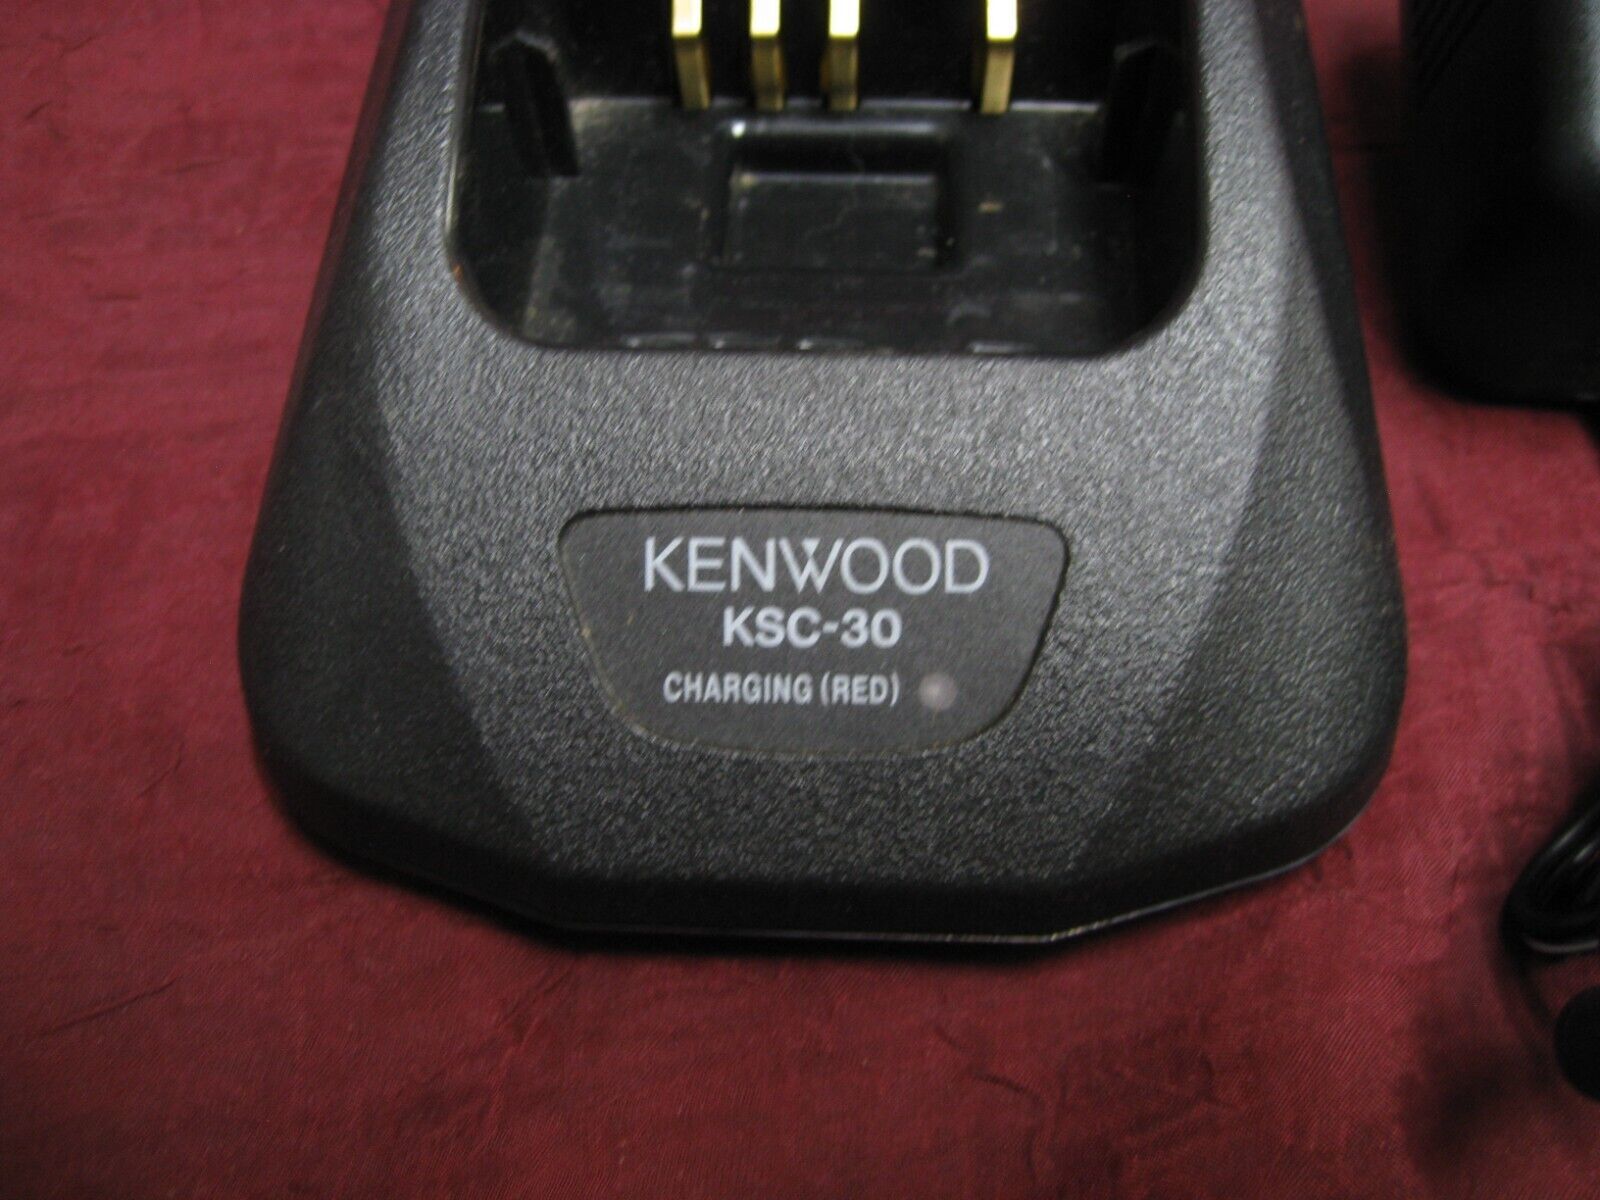 KENWOOD
KSC-30
CHARGING (RED)